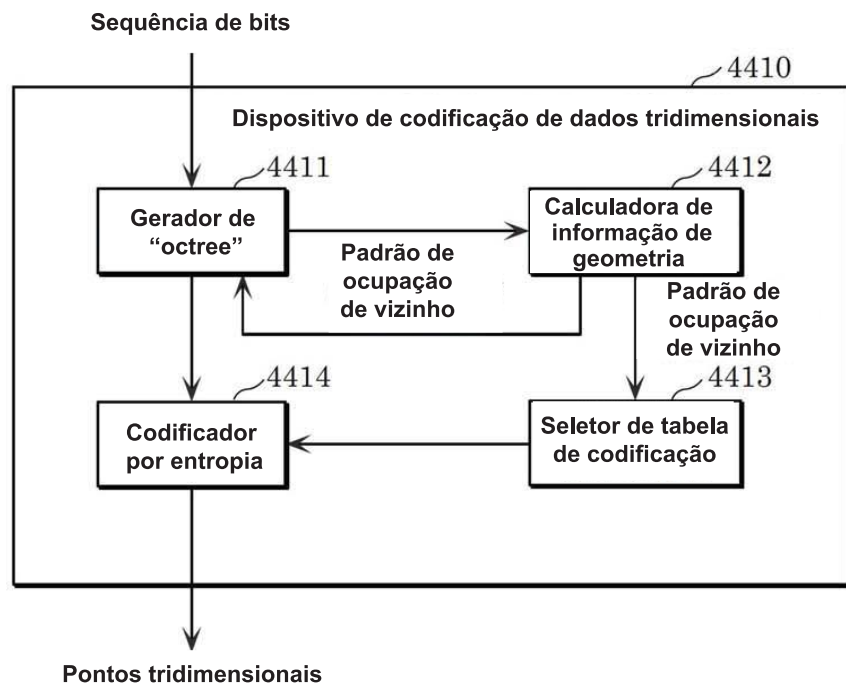 Sequência de bits
4410
Dispositivo de codificação de dados tridimensionais
4411
Gerador de
“octree”
4412
Calculadora de
informação de
geometria
Padrão de
ocupação
de vizinho
Padrão de
ocupação
de vizinho
4414
Codificador
por entropia
4413
Seletor de tabela
de codificação
Pontos tridimensionais